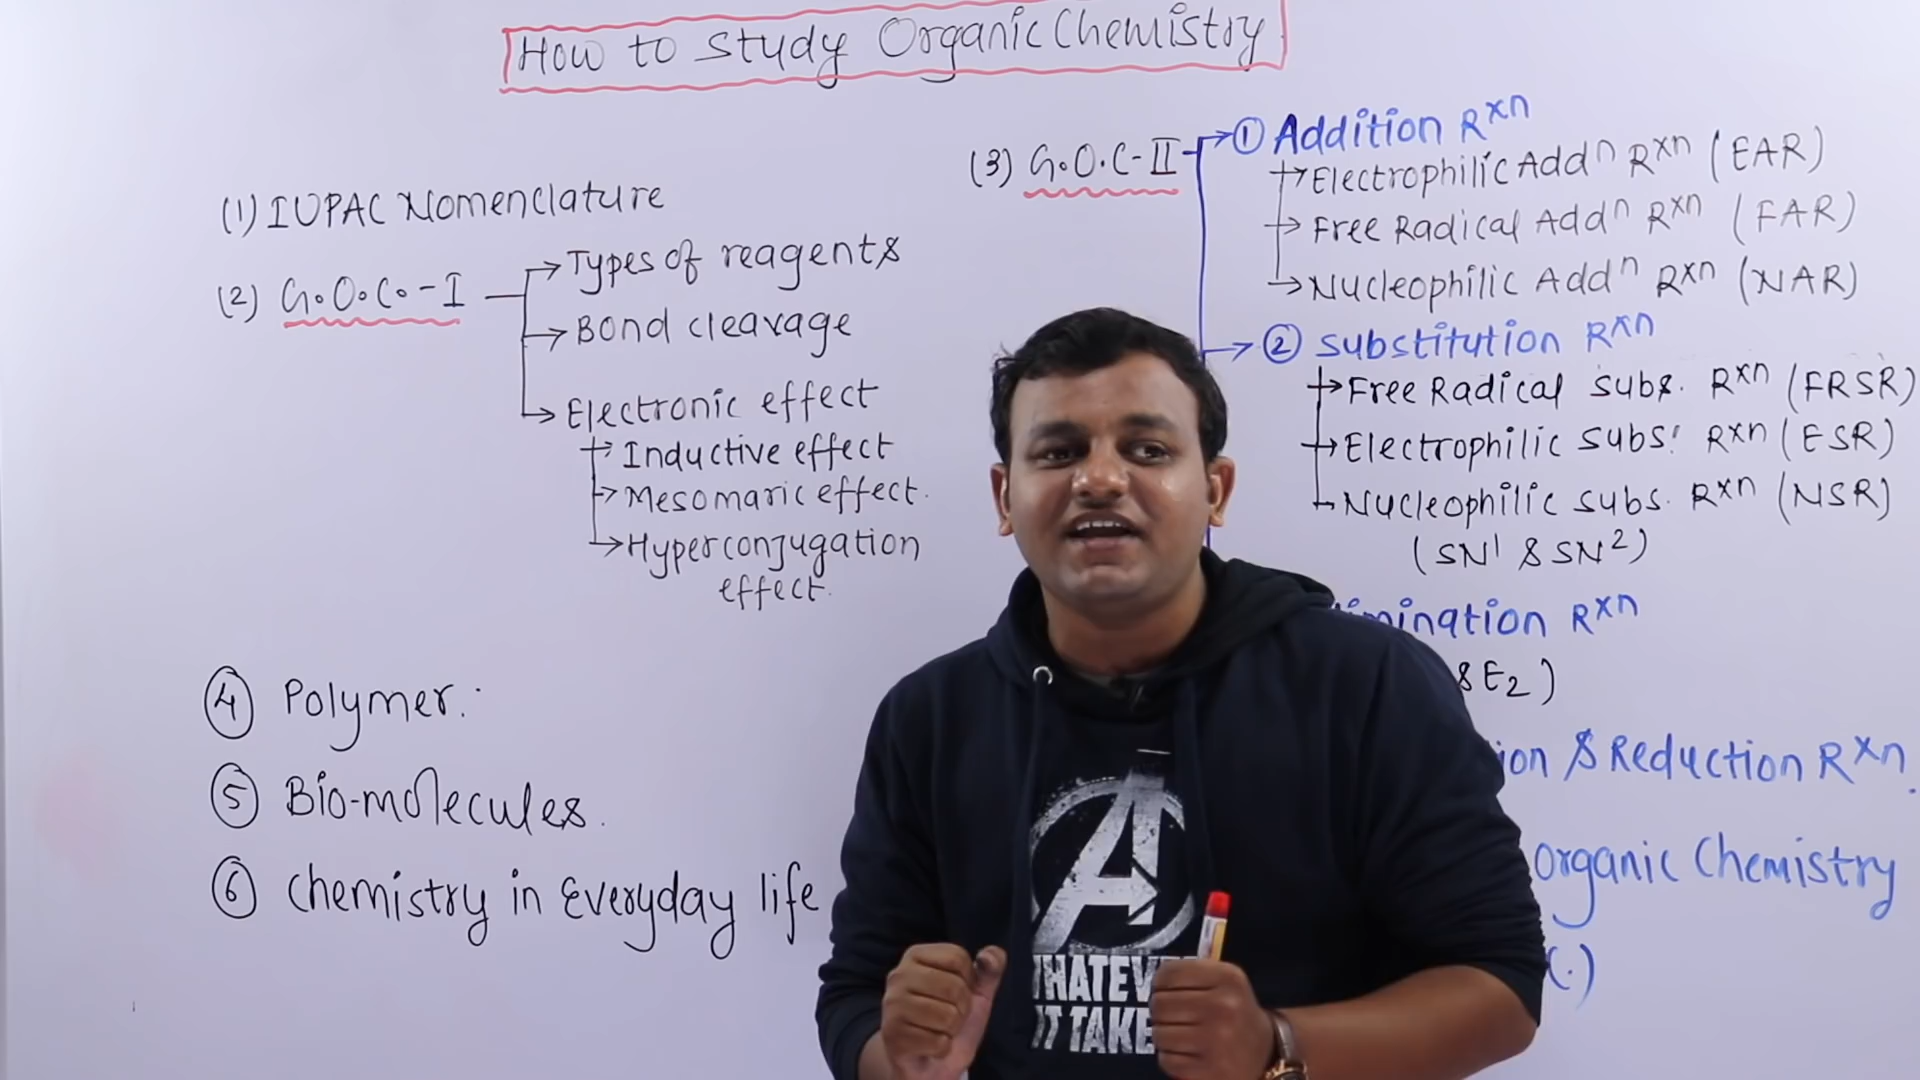 How to Study Organic Chemistry
(1) IUPAC Nomenclature
(2) G.O.C.-I
→ Types of reagents
→ Bond cleavage
→ Electronic effect
→ Inductive effect
→ Mesomaric effect.
→ Hyperconjugation
effect.
(3) G.O.C-II
→ ① Addition Rxn
→ Electrophilic Addn Rxn (EAR)
→ Free Radical Addn Rxn (FAR)
→ Nucleophilic Addn Rxn (NAR)
→ ② Substitution Rxn
→ Free Radical Subs. Rxn (FRSR)
→ Electrophilic Subs. Rxn (ESR)
→ Nucleophilic Subs. Rxn (NSR)
(SN1 & SN2)
mination Rxn
& E2)
ion & Reduction Rxn.
Organic Chemistry
④ Polymer.
⑤ Bio-molecules.
⑥ Chemistry in Everyday life
A
WHATEV
IT TAKE